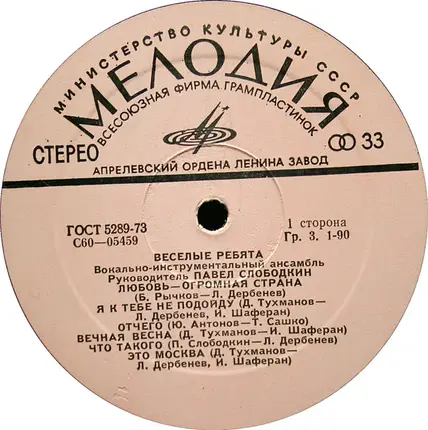 МИНИСТЕРСТВО КУЛЬТУРЫ СССР
МЕЛОДИЯ
ВСЕСОЮЗНАЯ ФИРМА ГРАМПЛАСТИНОК
СТЕРЕО
33
АПРЕЛЕВСКИЙ ОРДЕНА ЛЕНИНА ЗАВОД
ГОСТ 5289-73
С60—05459
1 сторона
Гр. 3. 1-90
ВЕСЕЛЫЕ РЕБЯТА
Вокально-инструментальный ансамбль
Руководитель ПАВЕЛ СЛОБОДКИН
ЛЮБОВЬ—ОГРОМНАЯ СТРАНА
(Б. Рычков—Л. Дербенев)
Я К ТЕБЕ НЕ ПОДОЙДУ (Д. Тухманов—
Л. Дербенев, И. Шаферан)
ОТЧЕГО (Ю. Антонов—Т. Сашко)
ВЕЧНАЯ ВЕСНА (Д. Тухманов—И. Шаферан)
ЧТО ТАКОГО (П. Слободкин—Л. Дербенев)
ЭТО МОСКВА (Д. Тухманов—
Л. Дербенев, И. Шаферан)